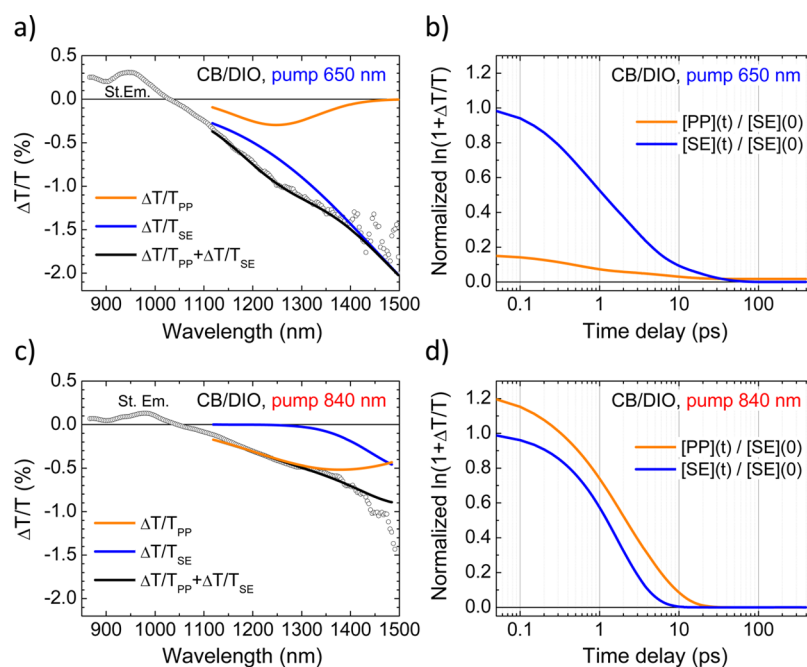 a)
0.5
0.0
-0.5
-1.0
-1.5
-2.0
ΔT/T (%)
CB/DIO, pump 650 nm
St.Em.
ΔT/T_PP
ΔT/T_SE
ΔT/T_PP+ΔT/T_SE
900 1000 1100 1200 1300 1400 1500
Wavelength (nm)
b)
1.2
1.0
0.8
0.6
0.4
0.2
0.0
Normalized ln(1+ΔT/T)
CB/DIO, pump 650 nm
[PP](t) / [SE](0)
[SE](t) / [SE](0)
0.1 1 10 100
Time delay (ps)
c)
0.5
0.0
-0.5
-1.0
-1.5
-2.0
ΔT/T (%)
St. Em.
CB/DIO, pump 840 nm
ΔT/T_PP
ΔT/T_SE
ΔT/T_PP+ΔT/T_SE
900 1000 1100 1200 1300 1400 1500
Wavelength (nm)
d)
1.2
1.0
0.8
0.6
0.4
0.2
0.0
Normalized ln(1+ΔT/T)
CB/DIO, pump 840 nm
[PP](t) / [SE](0)
[SE](t) / [SE](0)
0.1 1 10 100
Time delay (ps)